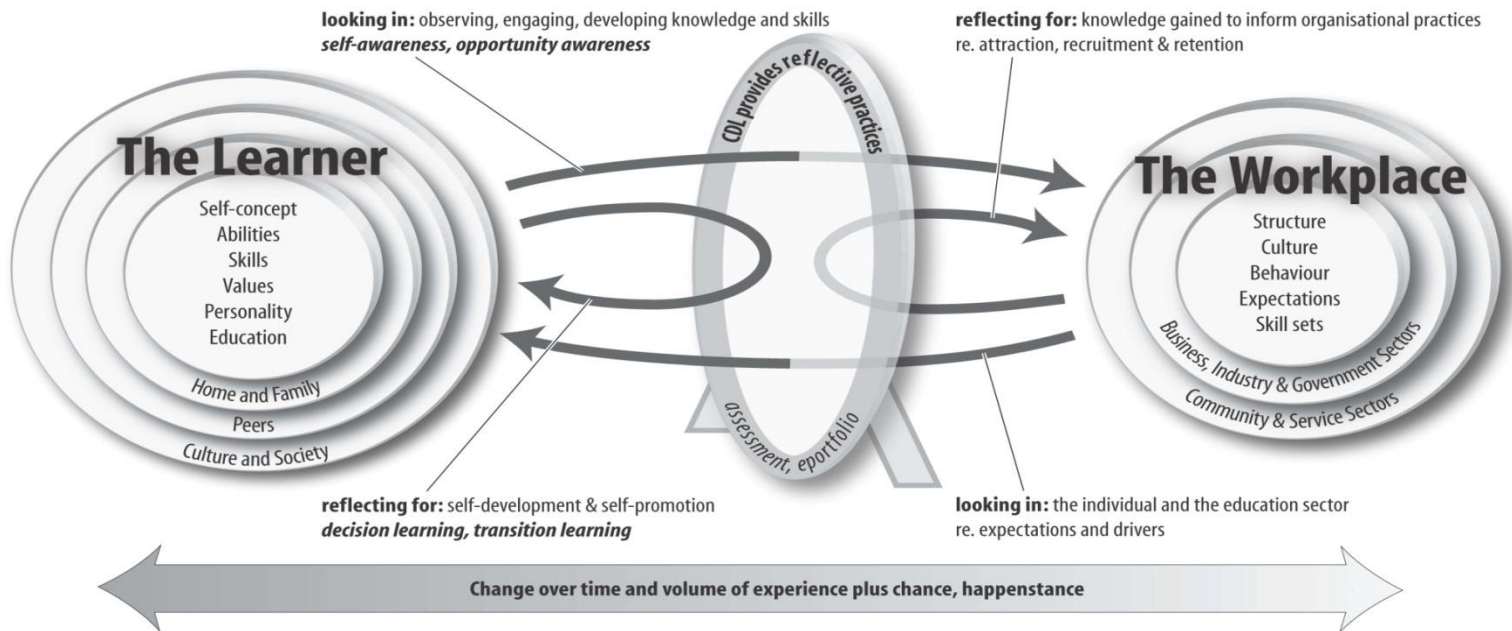 looking in: observing, engaging, developing knowledge and skills
self-awareness, opportunity awareness
reflecting for: knowledge gained to inform organisational practices
re. attraction, recruitment & retention
The Learner
Self-concept
Abilities
Skills
Values
Personality
Education
Home and Family
Peers
Culture and Society
CDL provides reflective practices
assessment, eportfolio
The Workplace
Structure
Culture
Behaviour
Expectations
Skill sets
Business, Industry & Government Sectors
Community & Service Sectors
reflecting for: self-development & self-promotion
decision learning, transition learning
looking in: the individual and the education sector
re. expectations and drivers
Change over time and volume of experience plus chance, happenstance